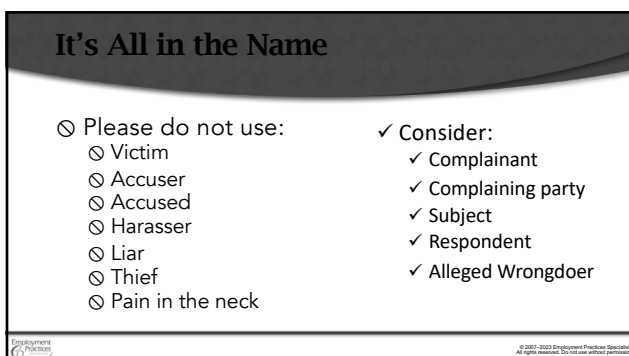 It’s All in the Name
Please do not use:
Victim
Accuser
Accused
Harasser
Liar
Thief
Pain in the neck
✓ Consider:
✓ Complainant
✓ Complaining party
✓ Subject
✓ Respondent
✓ Alleged Wrongdoer
Employment
Practices
© 2007–2023 Employment Practices Specialists
All rights reserved. Do not use without permission